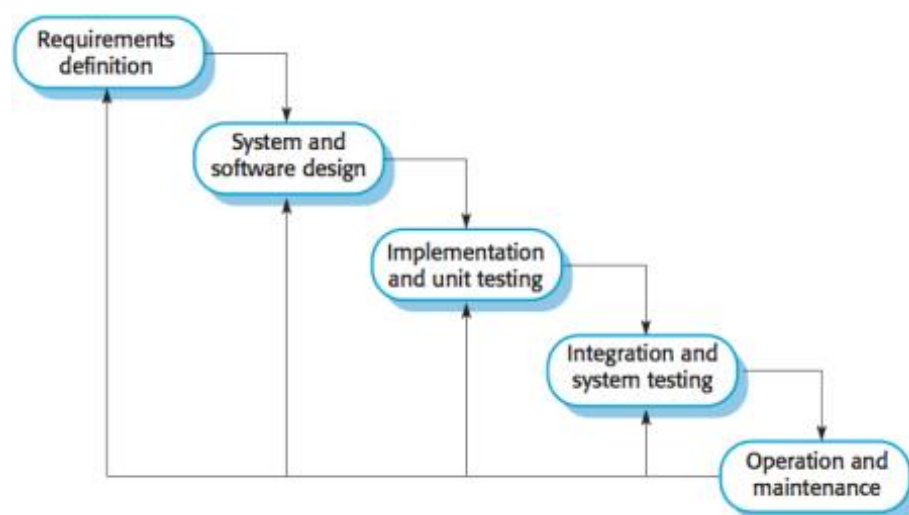 Requirements
definition
System and
software design
Implementation
and unit testing
Integration and
system testing
Operation and
maintenance